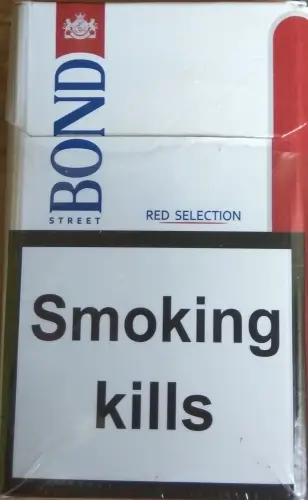 BOND
STREET
RED SELECTION
Smoking
kills